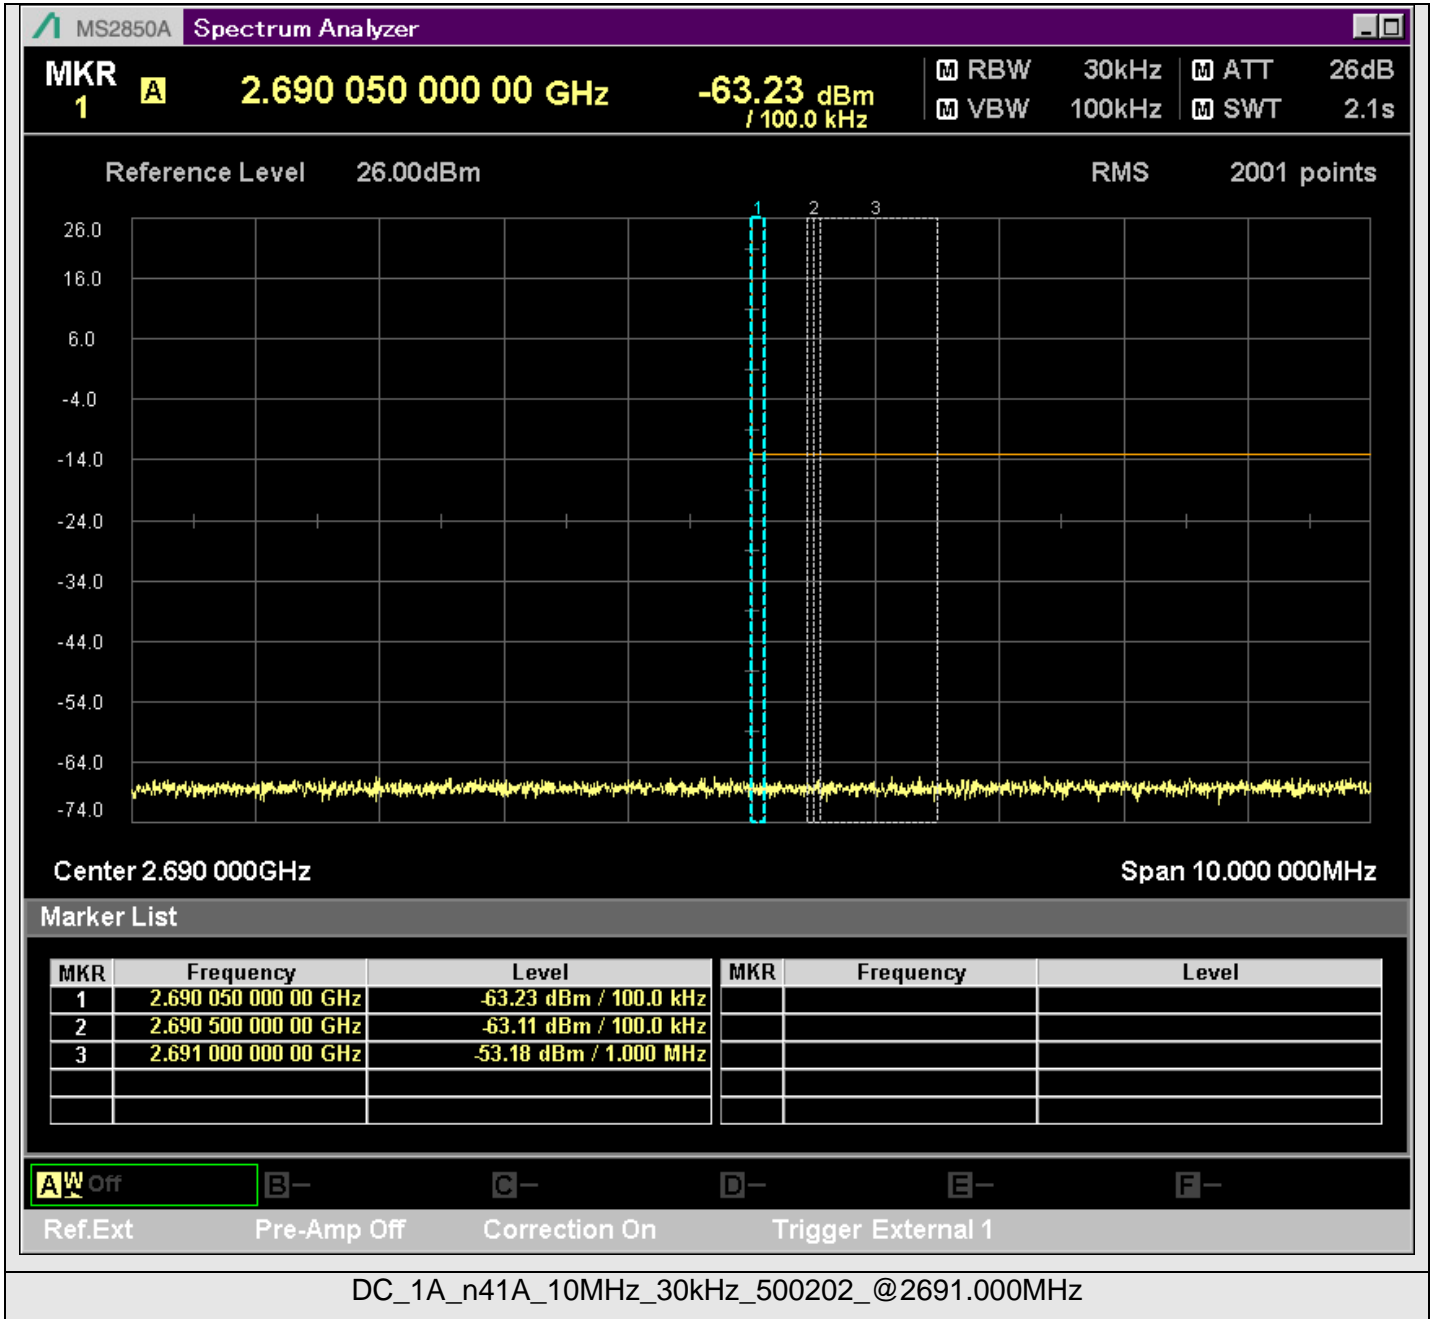 MS2850A Spectrum Analyzer
MKR 1 A 2.690 050 000 00 GHz -63.23 dBm / 100.0 kHz
M RBW 30kHz M ATT 26dB
M VBW 100kHz M SWT 2.1s
Reference Level 26.00dBm RMS 2001 points
1 2 3
26.0
16.0
6.0
-4.0
-14.0
-24.0
-34.0
-44.0
-54.0
-64.0
-74.0
Center 2.690 000GHz Span 10.000 000MHz
Marker List
MKR Frequency Level MKR Frequency Level
1 2.690 050 000 00 GHz -63.23 dBm / 100.0 kHz
2 2.690 500 000 00 GHz -63.11 dBm / 100.0 kHz
3 2.691 000 000 00 GHz -53.18 dBm / 1.000 MHz
A W Off B - C - D - E - F -
Ref.Ext Pre-Amp Off Correction On Trigger External 1
DC_1A_n41A_10MHz_30kHz_500202_@2691.000MHz